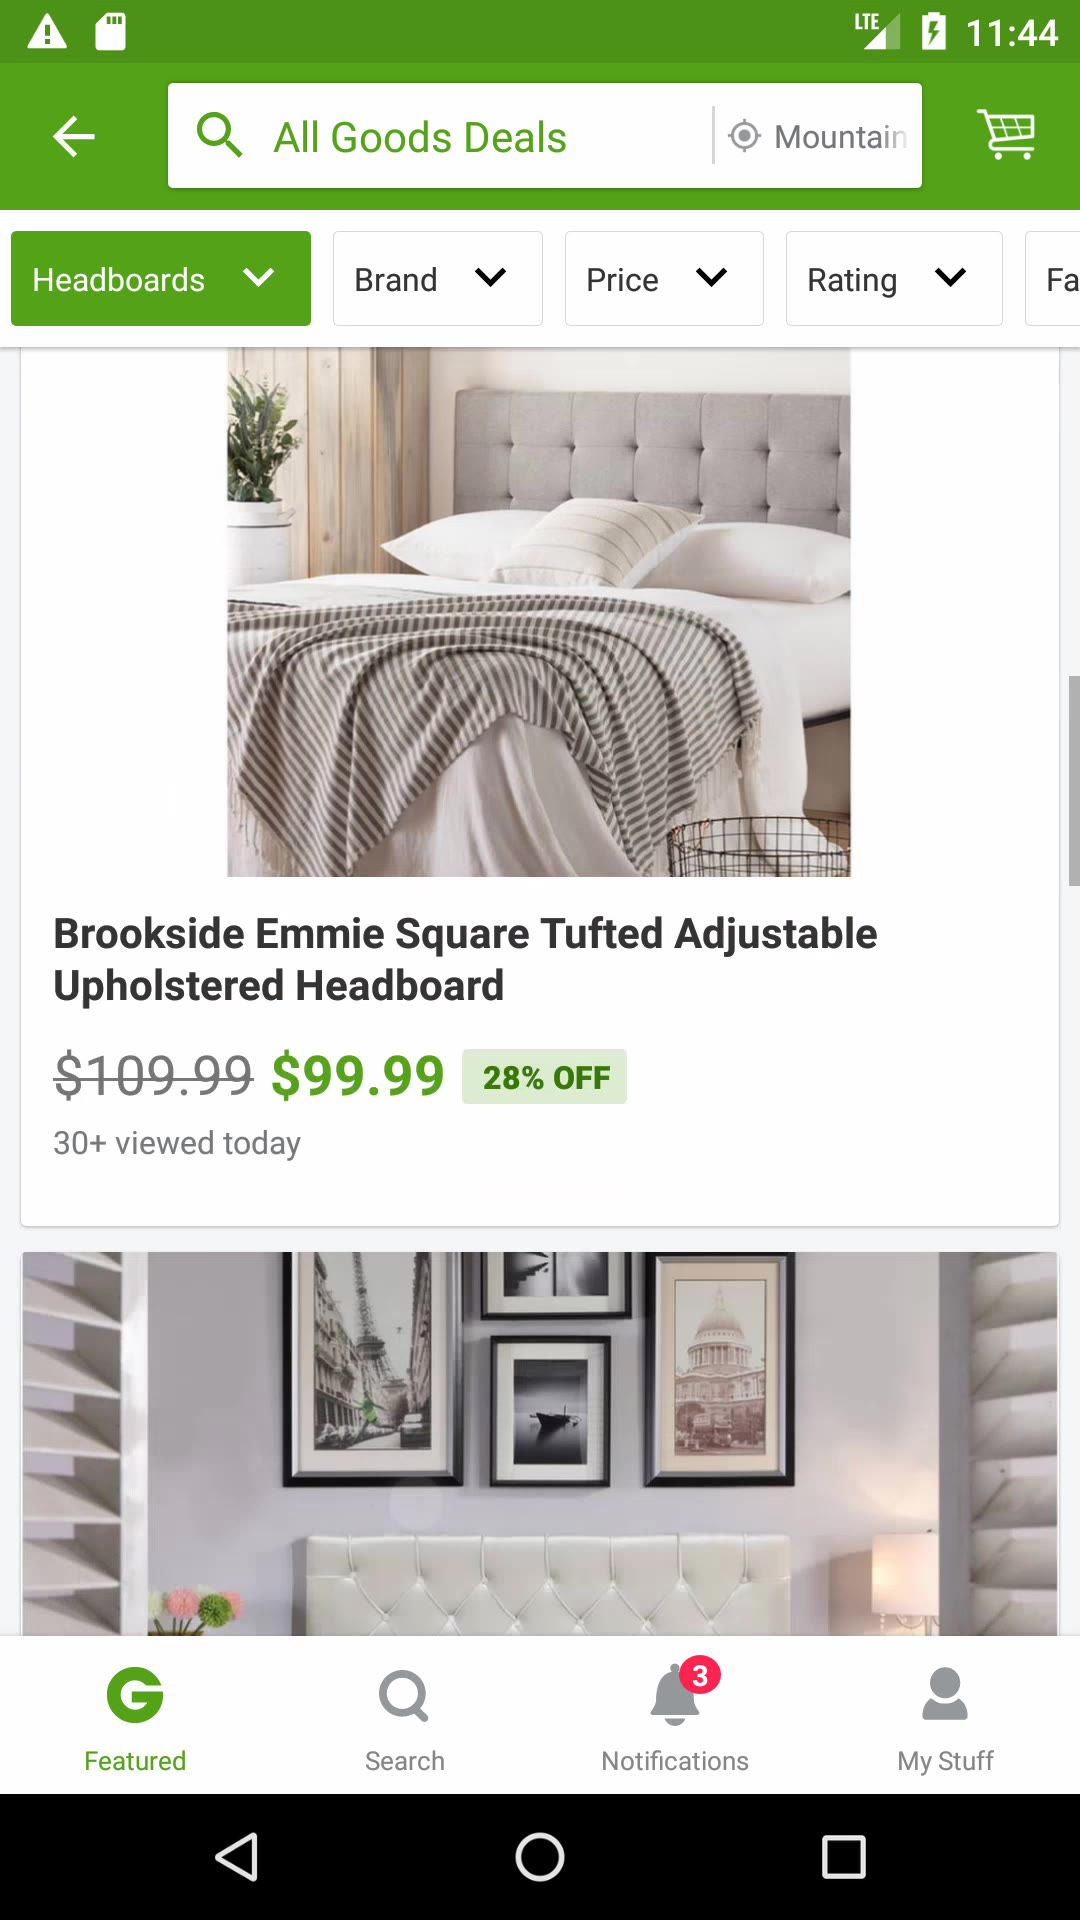 LTE 11:44
All Goods Deals Mountain
Headboards Brand Price Rating Fa
Brookside Emmie Square Tufted Adjustable
Upholstered Headboard
$109.99 $99.99 28% OFF
30+ viewed today
3
Featured Search Notifications My Stuff